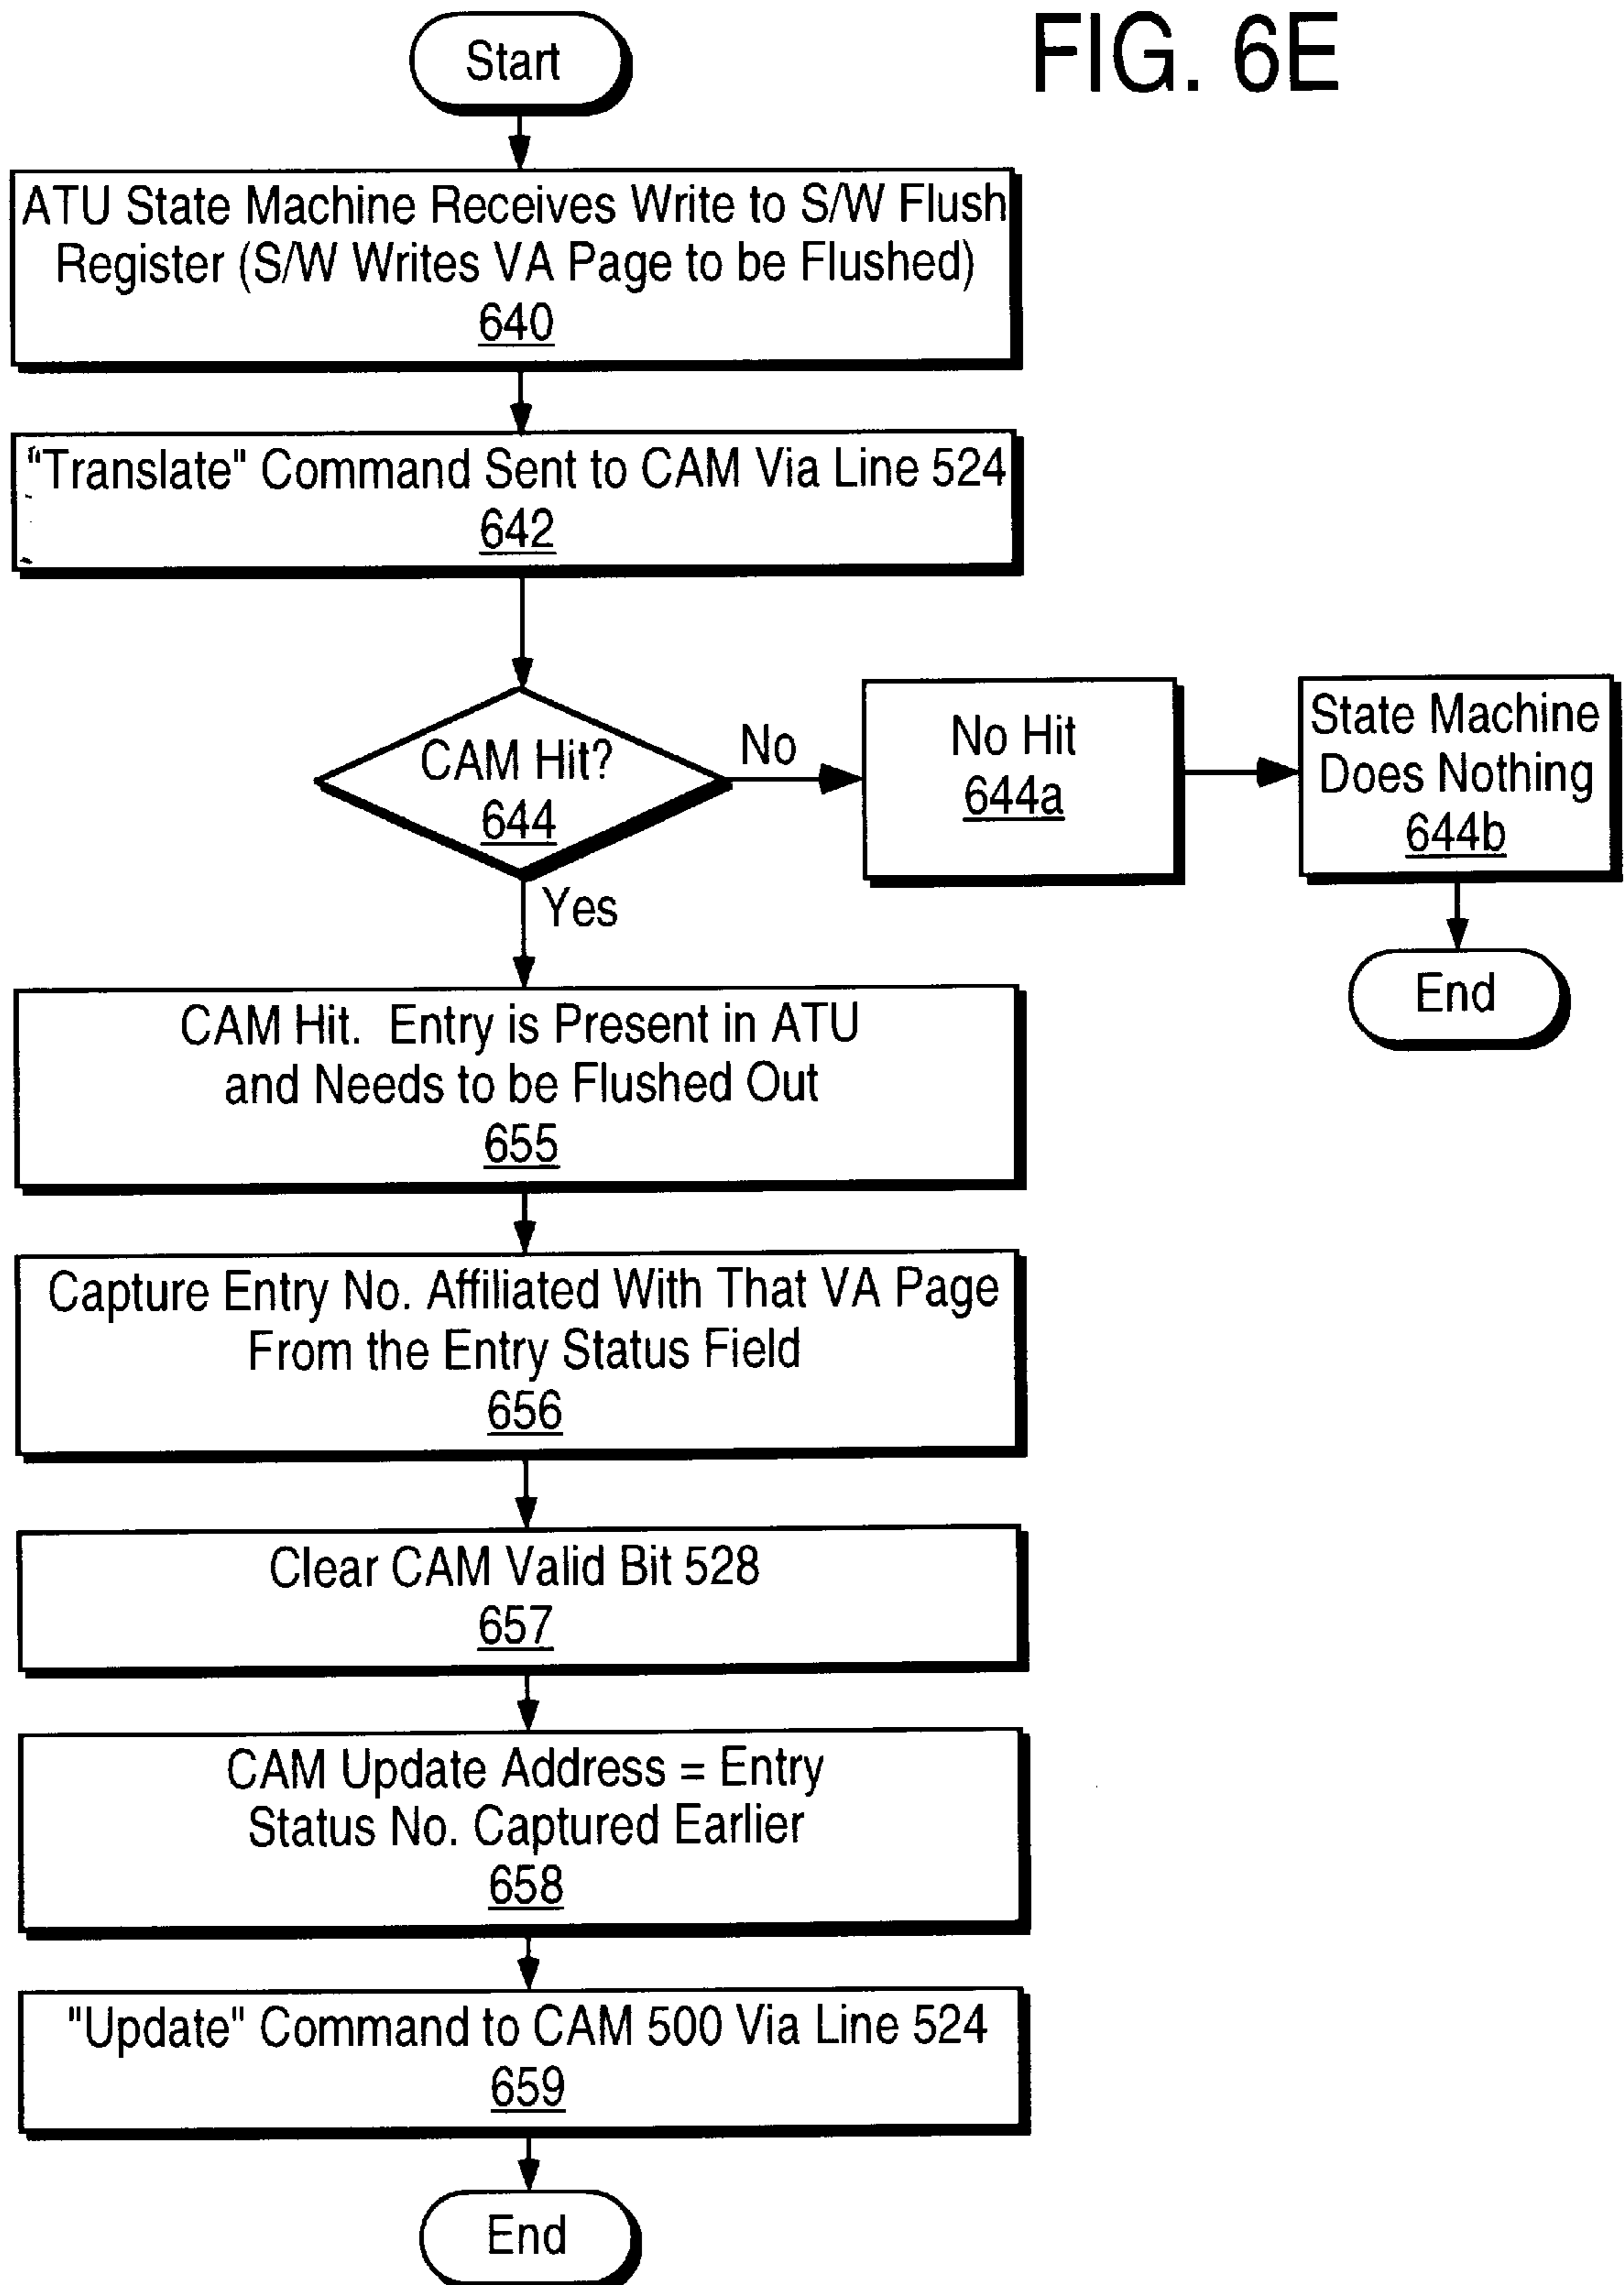 FIG. 6E
Start
ATU State Machine Receives Write to S/W Flush
Register (S/W Writes VA Page to be Flushed)
640
"Translate" Command Sent to CAM Via Line 524
642
CAM Hit?
644
No
No Hit
644a
State Machine
Does Nothing
644b
End
Yes
CAM Hit. Entry is Present in ATU
and Needs to be Flushed Out
655
Capture Entry No. Affiliated With That VA Page
From the Entry Status Field
656
Clear CAM Valid Bit 528
657
CAM Update Address = Entry
Status No. Captured Earlier
658
"Update" Command to CAM 500 Via Line 524
659
End